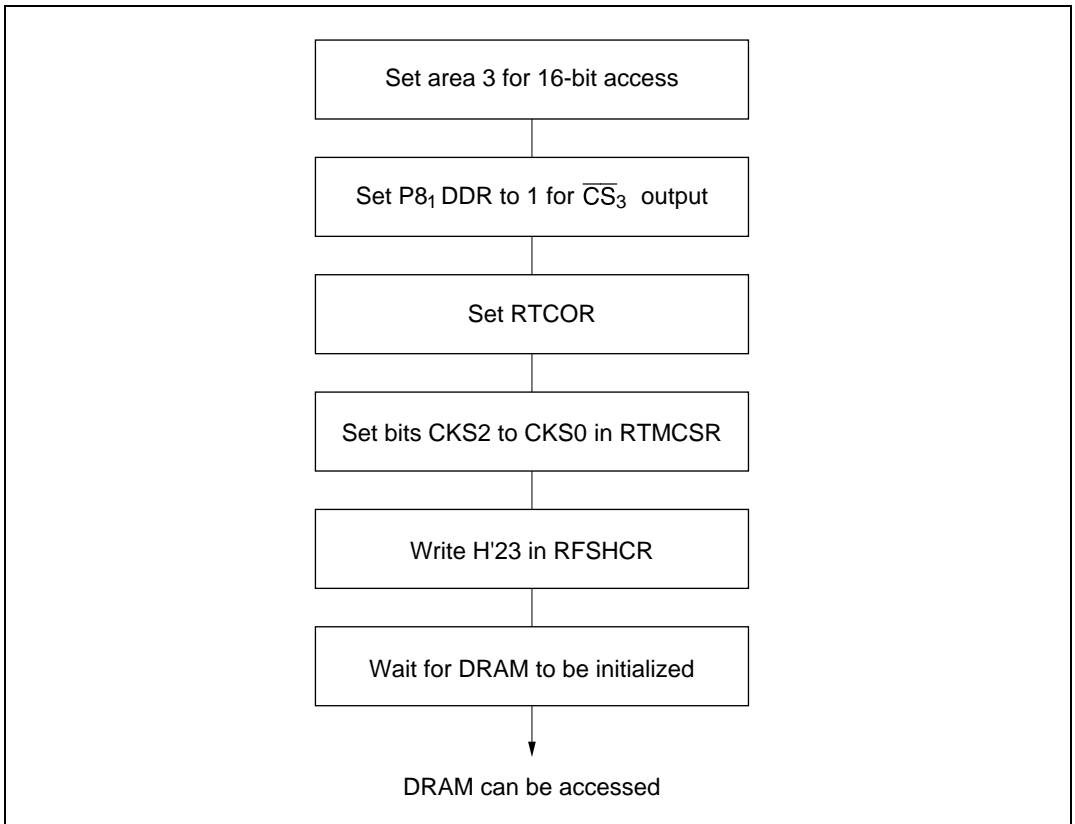 Set area 3 for 16-bit access
Set P8₁ DDR to 1 for C̅S̅₃ output
Set RTCOR
Set bits CKS2 to CKS0 in RTMCSR
Write H'23 in RFSHCR
Wait for DRAM to be initialized
DRAM can be accessed